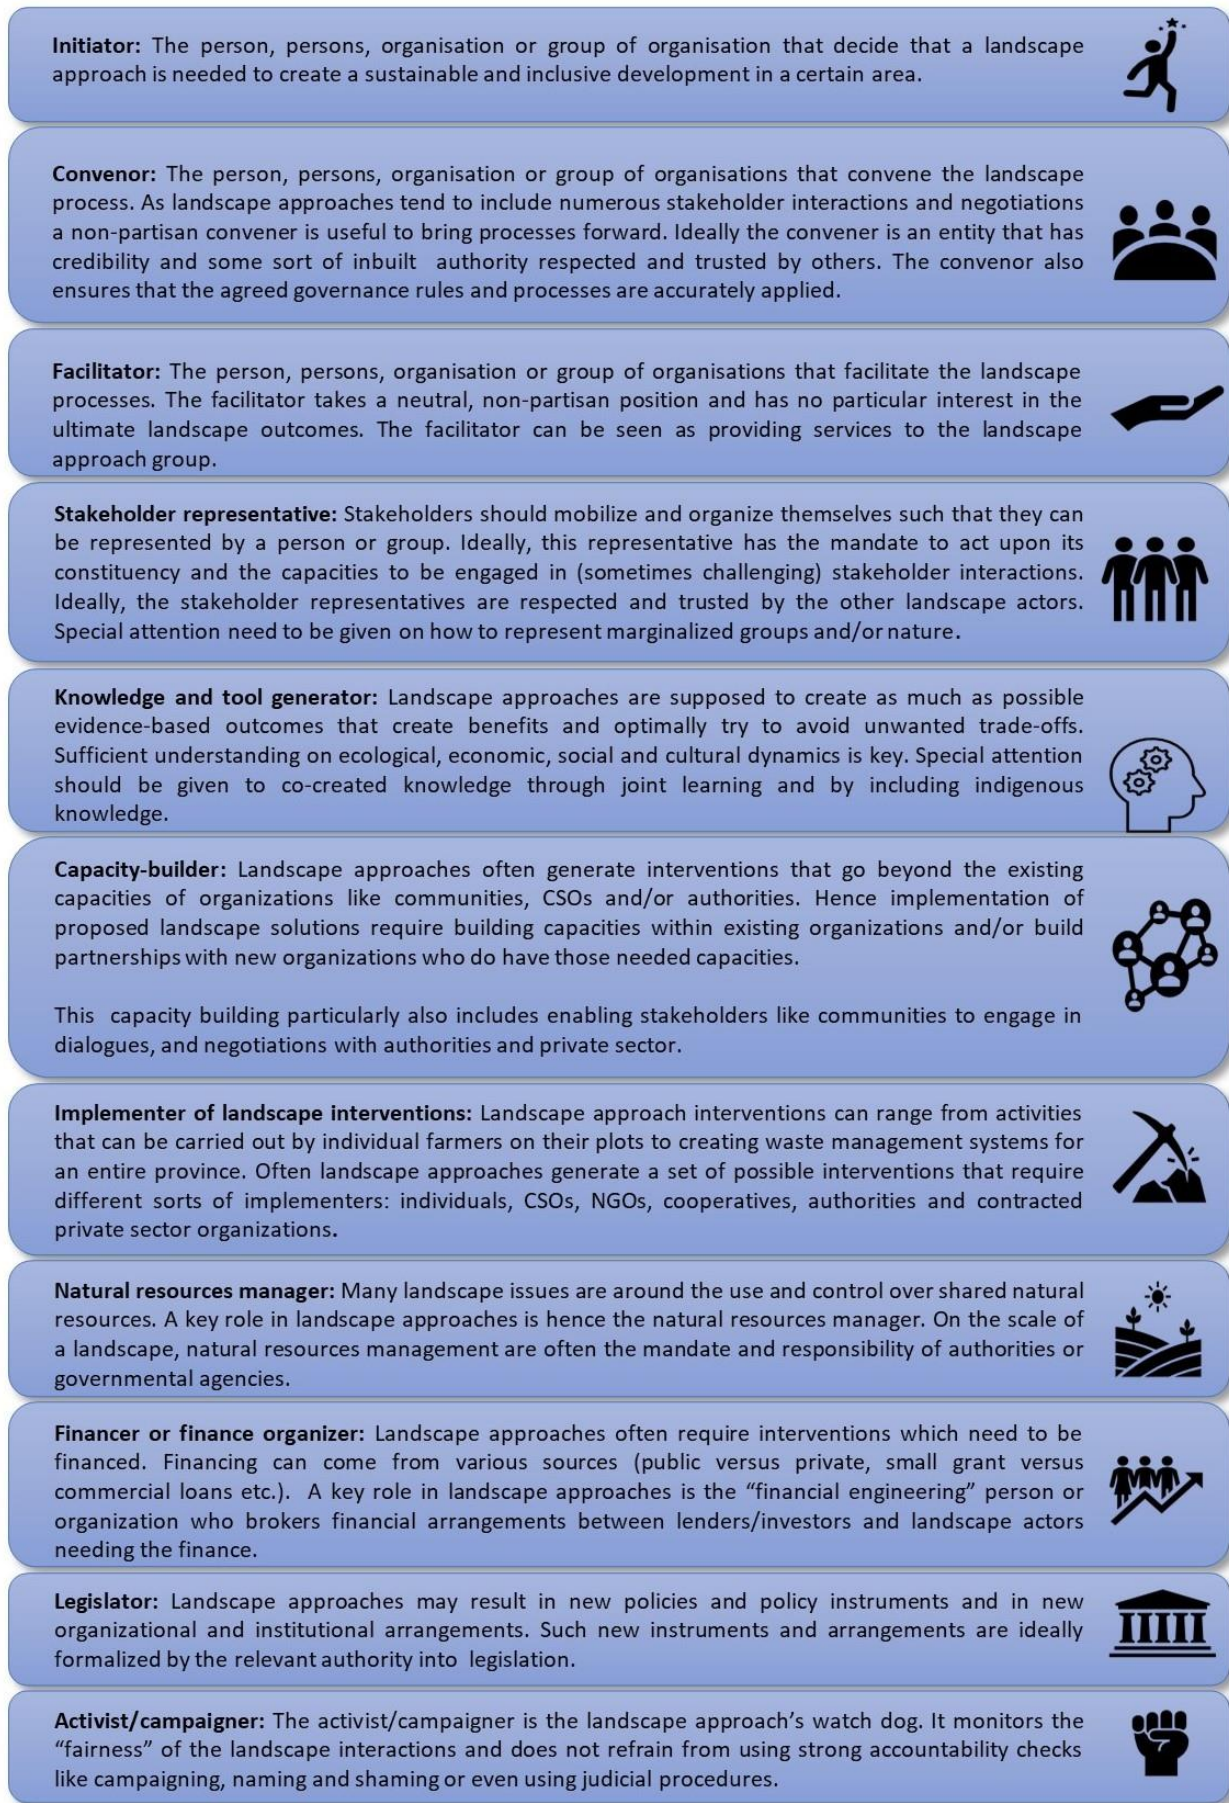 Initiator: The person, persons, organisation or group of organisation that decide that a landscape
approach is needed to create a sustainable and inclusive development in a certain area.
Convenor: The person, persons, organisation or group of organisations that convene the landscape
process. As landscape approaches tend to include numerous stakeholder interactions and negotiations
a non-partisan convener is useful to bring processes forward. Ideally the convener is an entity that has
credibility and some sort of inbuilt authority respected and trusted by others. The convenor also
ensures that the agreed governance rules and processes are accurately applied.
Facilitator: The person, persons, organisation or group of organisations that facilitate the landscape
processes. The facilitator takes a neutral, non-partisan position and has no particular interest in the
ultimate landscape outcomes. The facilitator can be seen as providing services to the landscape
approach group.
Stakeholder representative: Stakeholders should mobilize and organize themselves such that they can
be represented by a person or group. Ideally, this representative has the mandate to act upon its
constituency and the capacities to be engaged in (sometimes challenging) stakeholder interactions.
Ideally, the stakeholder representatives are respected and trusted by the other landscape actors.
Special attention need to be given on how to represent marginalized groups and/or nature.
Knowledge and tool generator: Landscape approaches are supposed to create as much as possible
evidence-based outcomes that create benefits and optimally try to avoid unwanted trade-offs.
Sufficient understanding on ecological, economic, social and cultural dynamics is key. Special attention
should be given to co-created knowledge through joint learning and by including indigenous
knowledge.
Capacity-builder: Landscape approaches often generate interventions that go beyond the existing
capacities of organizations like communities, CSOs and/or authorities. Hence implementation of
proposed landscape solutions require building capacities within existing organizations and/or build
partnerships with new organizations who do have those needed capacities.
This capacity building particularly also includes enabling stakeholders like communities to engage in
dialogues, and negotiations with authorities and private sector.
Implementer of landscape interventions: Landscape approach interventions can range from activities
that can be carried out by individual farmers on their plots to creating waste management systems for
an entire province. Often landscape approaches generate a set of possible interventions that require
different sorts of implementers: individuals, CSOs, NGOs, cooperatives, authorities and contracted
private sector organizations.
Natural resources manager: Many landscape issues are around the use and control over shared natural
resources. A key role in landscape approaches is hence the natural resources manager. On the scale of
a landscape, natural resources management are often the mandate and responsibility of authorities or
governmental agencies.
Financer or finance organizer: Landscape approaches often require interventions which need to be
financed. Financing can come from various sources (public versus private, small grant versus
commercial loans etc.). A key role in landscape approaches is the “financial engineering” person or
organization who brokers financial arrangements between lenders/investors and landscape actors
needing the finance.
Legislator: Landscape approaches may result in new policies and policy instruments and in new
organizational and institutional arrangements. Such new instruments and arrangements are ideally
formalized by the relevant authority into legislation.
Activist/campaigner: The activist/campaigner is the landscape approach’s watch dog. It monitors the
“fairness” of the landscape interactions and does not refrain from using strong accountability checks
like campaigning, naming and shaming or even using judicial procedures.